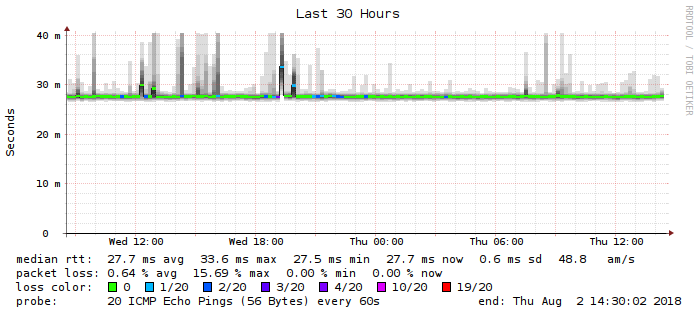 Last 30 Hours
RRDTOOL / TOBI OETIKER
Seconds
40 m
30 m
20 m
10 m
0
Wed 12:00 Wed 18:00 Thu 00:00 Thu 06:00 Thu 12:00
median rtt: 27.7 ms avg 33.6 ms max 27.5 ms min 27.7 ms now 0.6 ms sd 48.8 am/s
packet loss: 0.64 % avg 15.69 % max 0.00 % min 0.00 % now
loss color: 0 1/20 2/20 3/20 4/20 10/20 19/20
probe: 20 ICMP Echo Pings (56 Bytes) every 60s end: Thu Aug 2 14:30:02 2018